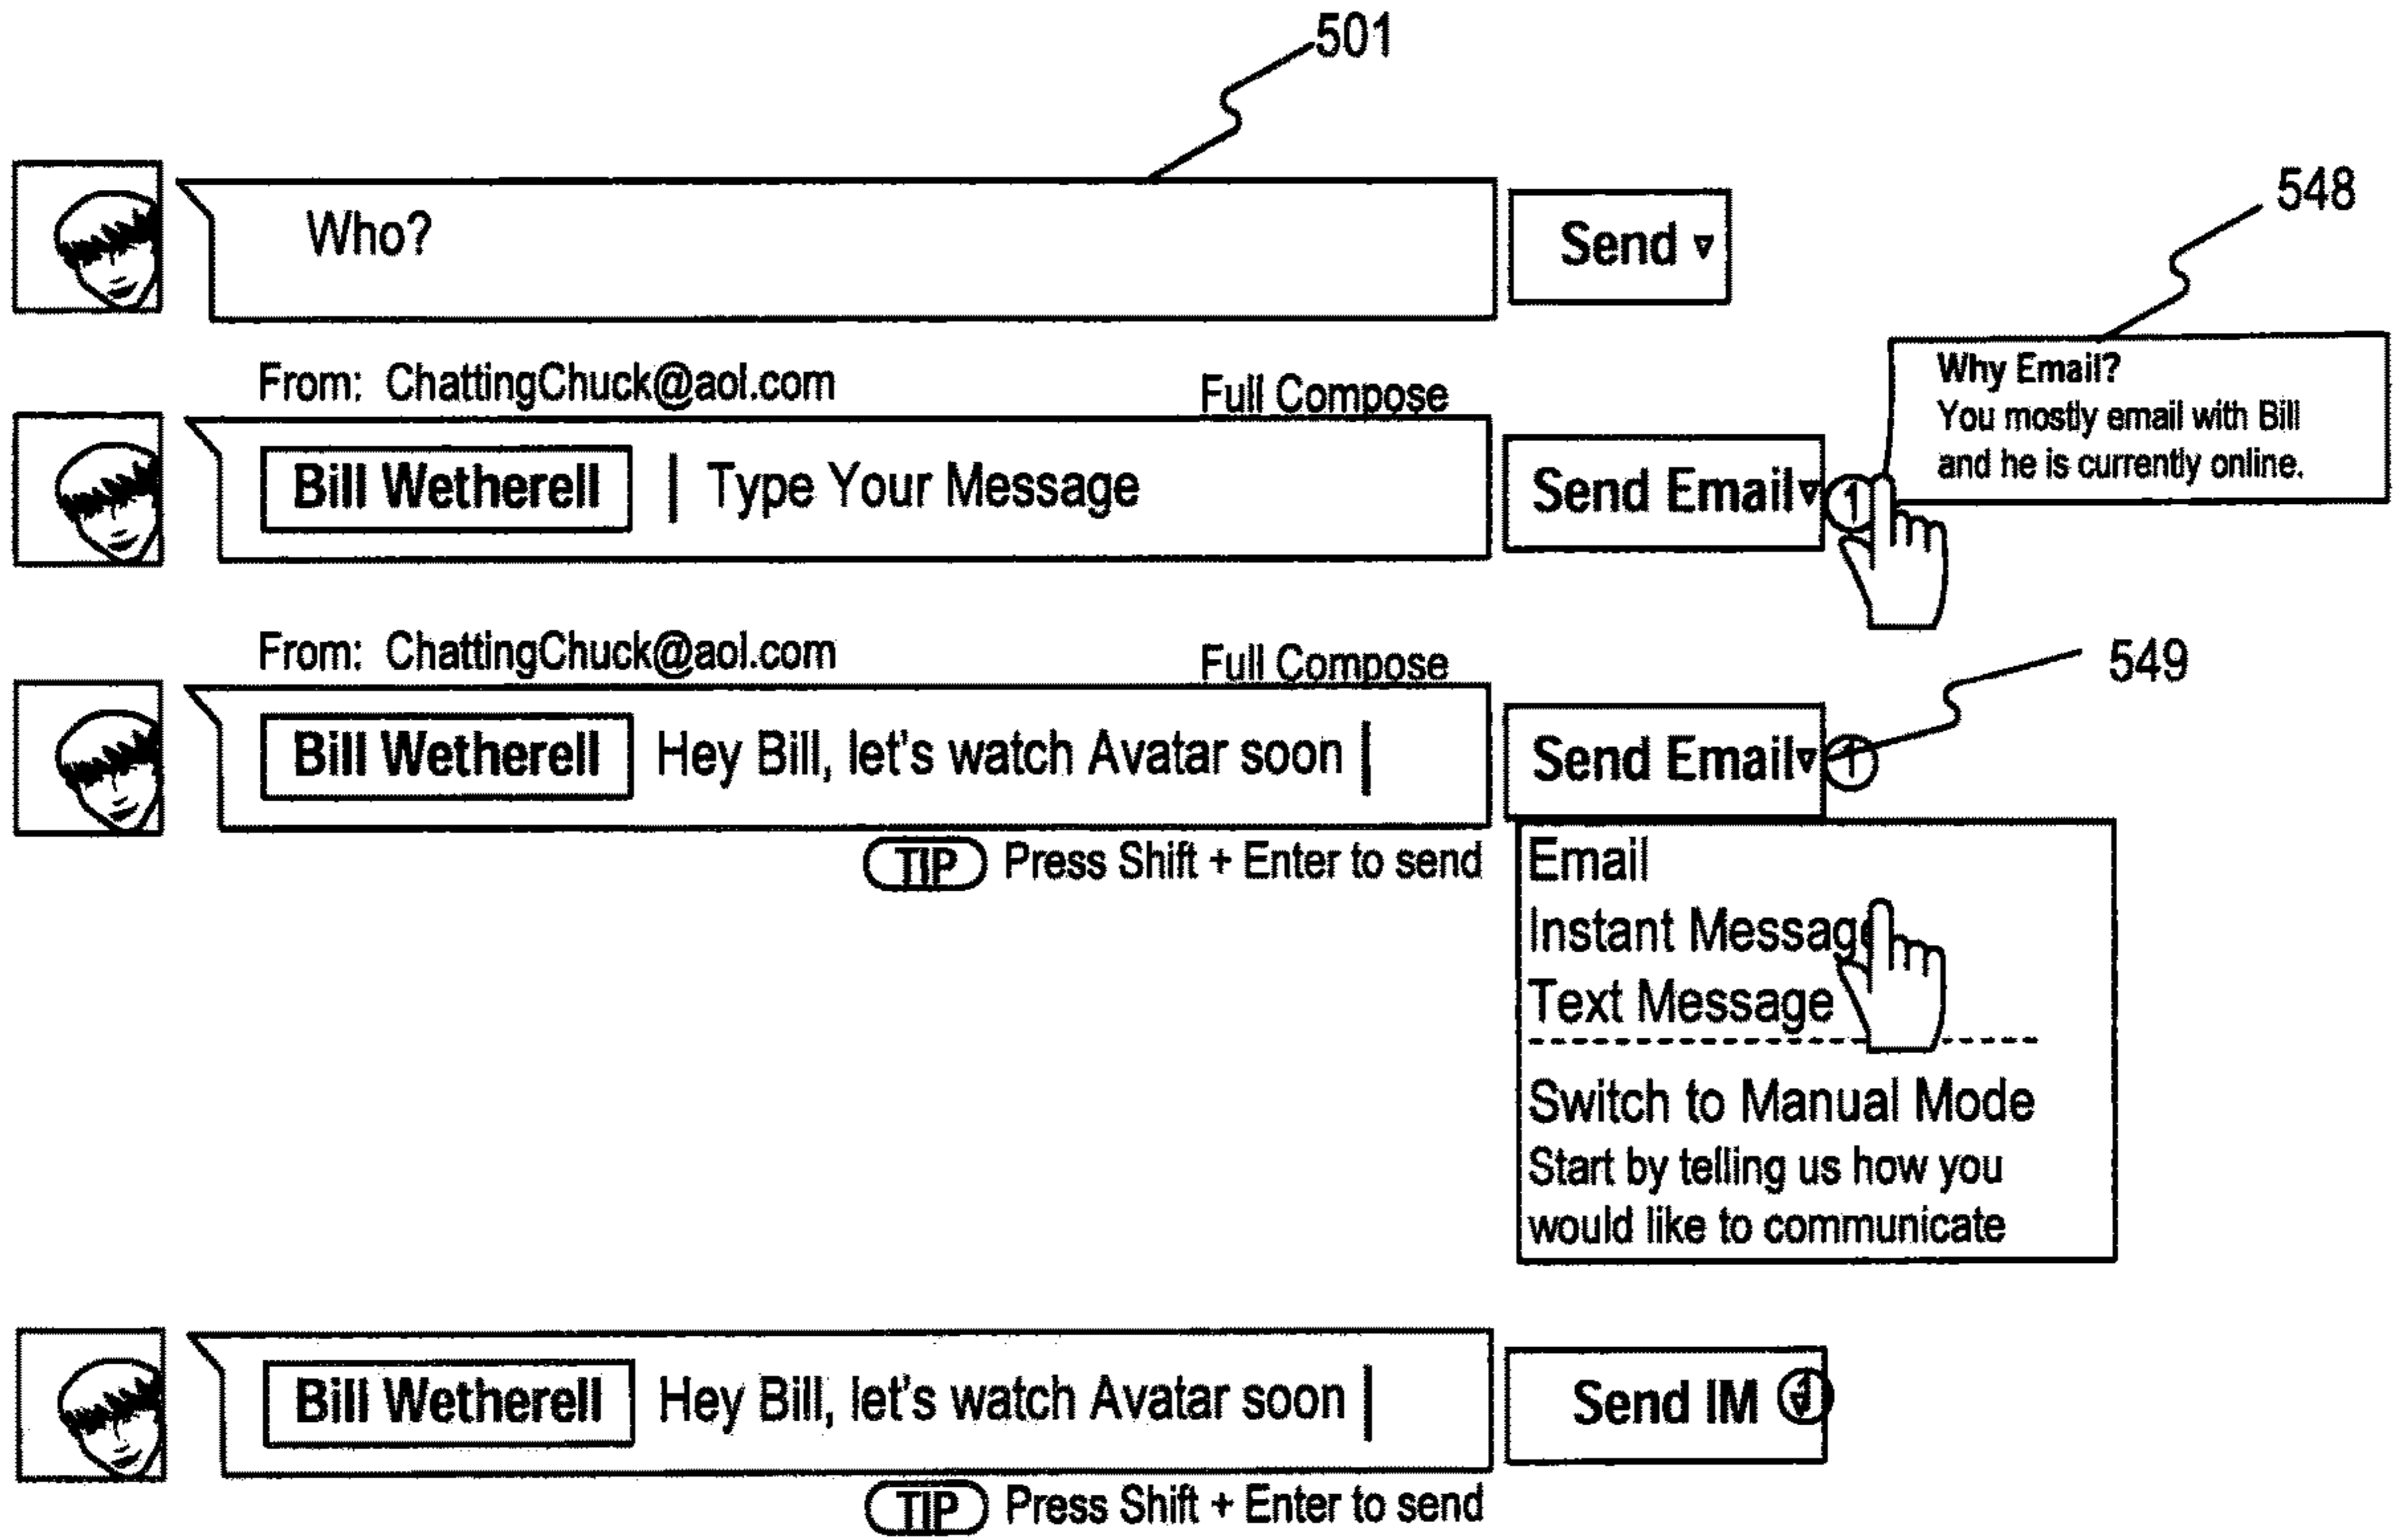 501
Who?
Send
548
From: ChattingChuck@aol.com
Full Compose
Why Email?
You mostly email with Bill
and he is currently online.
Bill Wetherell
Type Your Message
Send Email
1
From: ChattingChuck@aol.com
Full Compose
549
Bill Wetherell
Hey Bill, let's watch Avatar soon
Send Email
1
TIP Press Shift + Enter to send
Email
Instant Message
Text Message
Switch to Manual Mode
Start by telling us how you
would like to communicate
Bill Wetherell
Hey Bill, let's watch Avatar soon
Send IM
1
TIP Press Shift + Enter to send